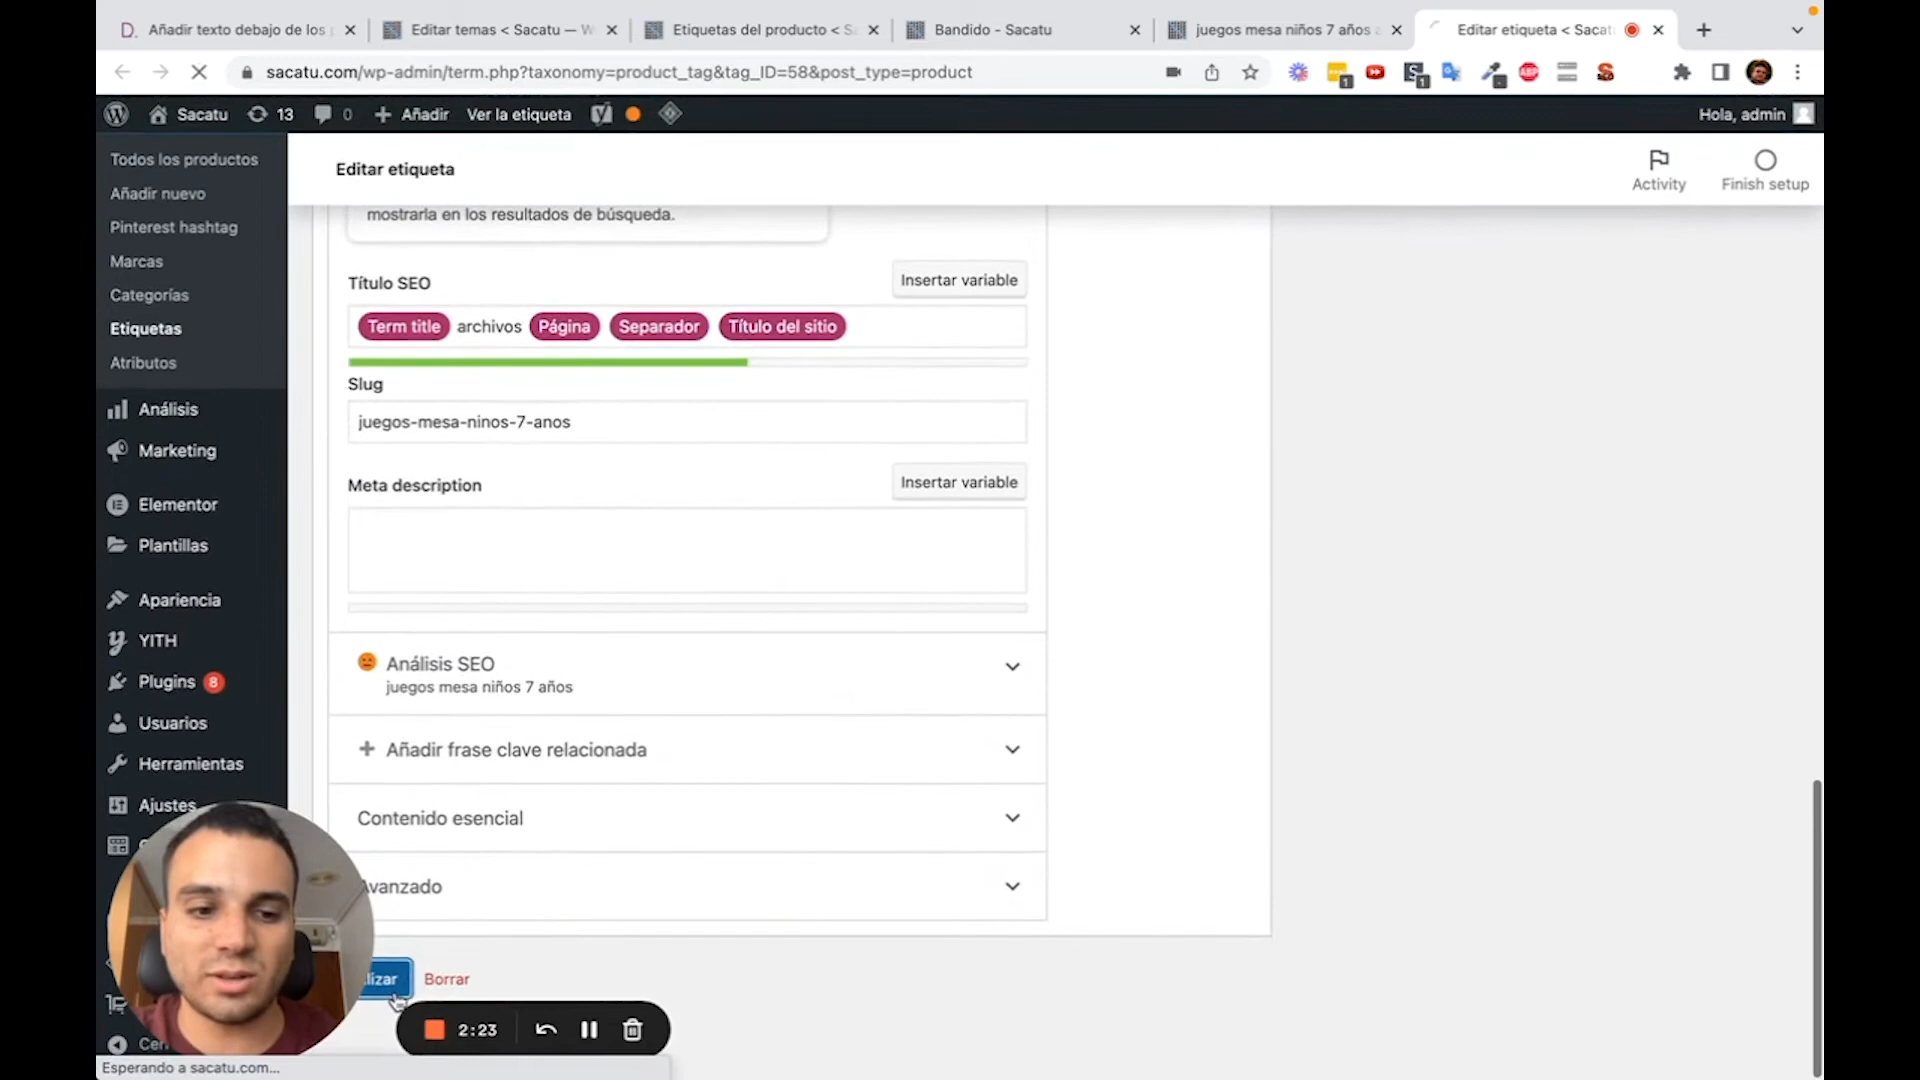 D. Añadir texto debajo de los
Editar temas < Sacatu — W
Etiquetas del producto < Sa
Bandido - Sacatu
juegos mesa niños 7 años
Editar etiqueta < Sacatu
sacatu.com/wp-admin/term.php?taxonomy=product_tag&tag_ID=58&post_type=product
Sacatu 13 0 Añadir Ver la etiqueta
Hola, admin
Todos los productos
Añadir nuevo
Pinterest hashtag
Marcas
Categorías
Etiquetas
Atributos
Análisis
Marketing
Elementor
Plantillas
Apariencia
YITH
Plugins 8
Usuarios
Herramientas
Ajustes
Editar etiqueta
Activity
Finish setup
mostrarla en los resultados de búsqueda.
Título SEO
Insertar variable
Term title archivos Página Separador Título del sitio
Slug
juegos-mesa-ninos-7-anos
Meta description
Insertar variable
Análisis SEO
juegos mesa niños 7 años
Añadir frase clave relacionada
Contenido esencial
Avanzado
lizar Borrar
2:23
Cer
Esperando a sacatu.com...